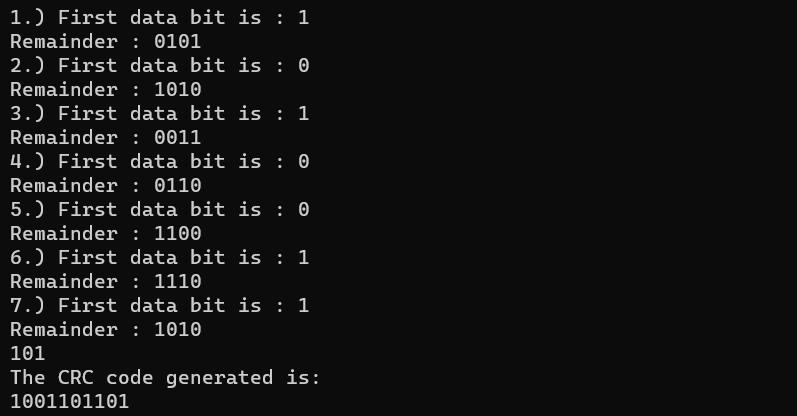 1.) First data bit is : 1
Remainder : 0101
2.) First data bit is : 0
Remainder : 1010
3.) First data bit is : 1
Remainder : 0011
4.) First data bit is : 0
Remainder : 0110
5.) First data bit is : 0
Remainder : 1100
6.) First data bit is : 1
Remainder : 1110
7.) First data bit is : 1
Remainder : 1010
101
The CRC code generated is:
1001101101